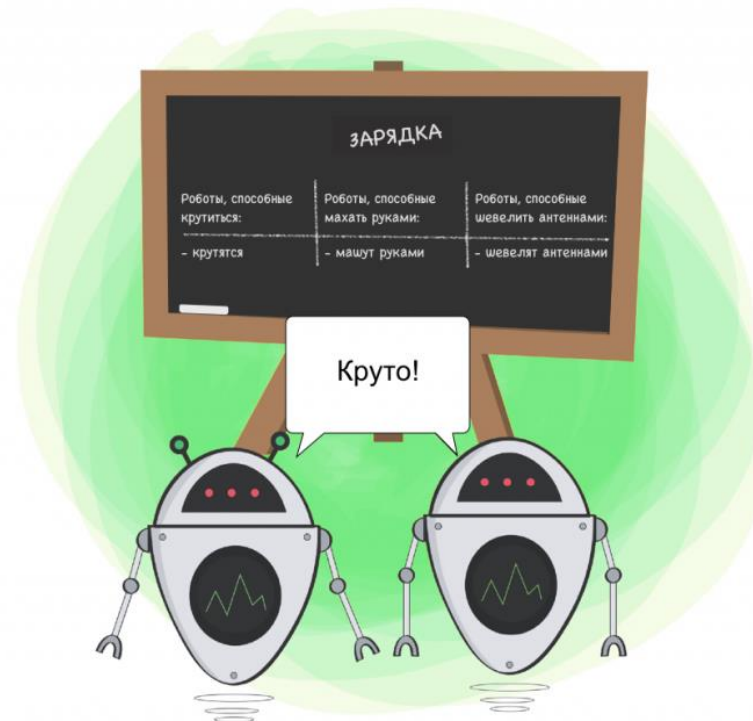 ЗАРЯДКА
Роботы, способные
крутиться:
Роботы, способные
махать руками:
Роботы, способные
шевелить антеннами:
- крутятся
- машут руками
- шевелят антеннами
Круто!